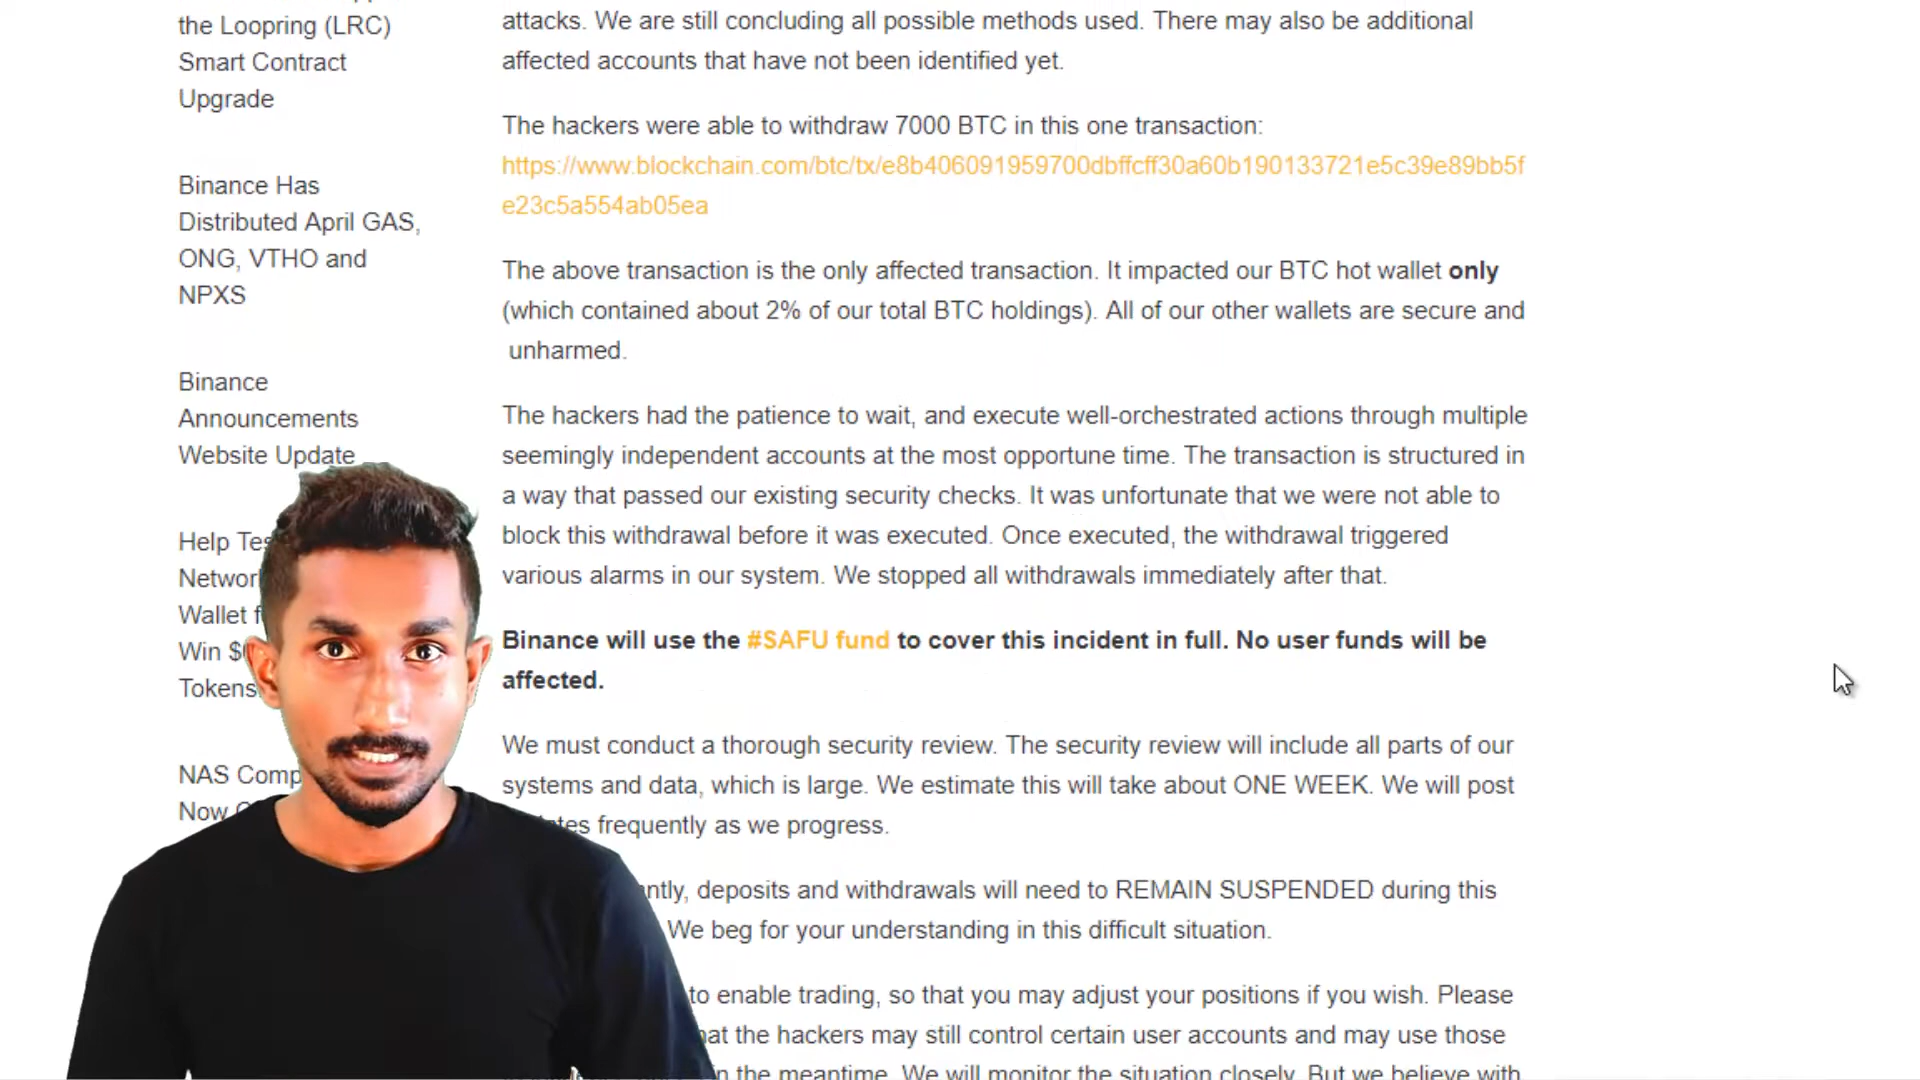 the Loopring (LRC)
Smart Contract
Upgrade
Binance Has
Distributed April GAS,
ONG, VTHO and
NPXS
Binance
Announcements
Website Update
Help
Networ
Wallet
Win
Tokens
NAS Comp
Now
attacks. We are still concluding all possible methods used. There may also be additional
affected accounts that have not been identified yet.
The hackers were able to withdraw 7000 BTC in this one transaction:
https://www.blockchain.com/btc/tx/e8b406091959700dbffcff30a60b190133721e5c39e89bb5f
e23c5a554ab05ea
The above transaction is the only affected transaction. It impacted our BTC hot wallet only
(which contained about 2% of our total BTC holdings). All of our other wallets are secure and
unharmed.
The hackers had the patience to wait, and execute well-orchestrated actions through multiple
seemingly independent accounts at the most opportune time. The transaction is structured in
a way that passed our existing security checks. It was unfortunate that we were not able to
block this withdrawal before it was executed. Once executed, the withdrawal triggered
various alarms in our system. We stopped all withdrawals immediately after that.
Binance will use the #SAFU fund to cover this incident in full. No user funds will be
affected.
We must conduct a thorough security review. The security review will include all parts of our
systems and data, which is large. We estimate this will take about ONE WEEK. We will post
frequently as we progress.
ntly, deposits and withdrawals will need to REMAIN SUSPENDED during this
We beg for your understanding in this difficult situation.
to enable trading, so that you may adjust your positions if you wish. Please
hat the hackers may still control certain user accounts and may use those
in the meantime. We will monitor the situation closely. But we believe with